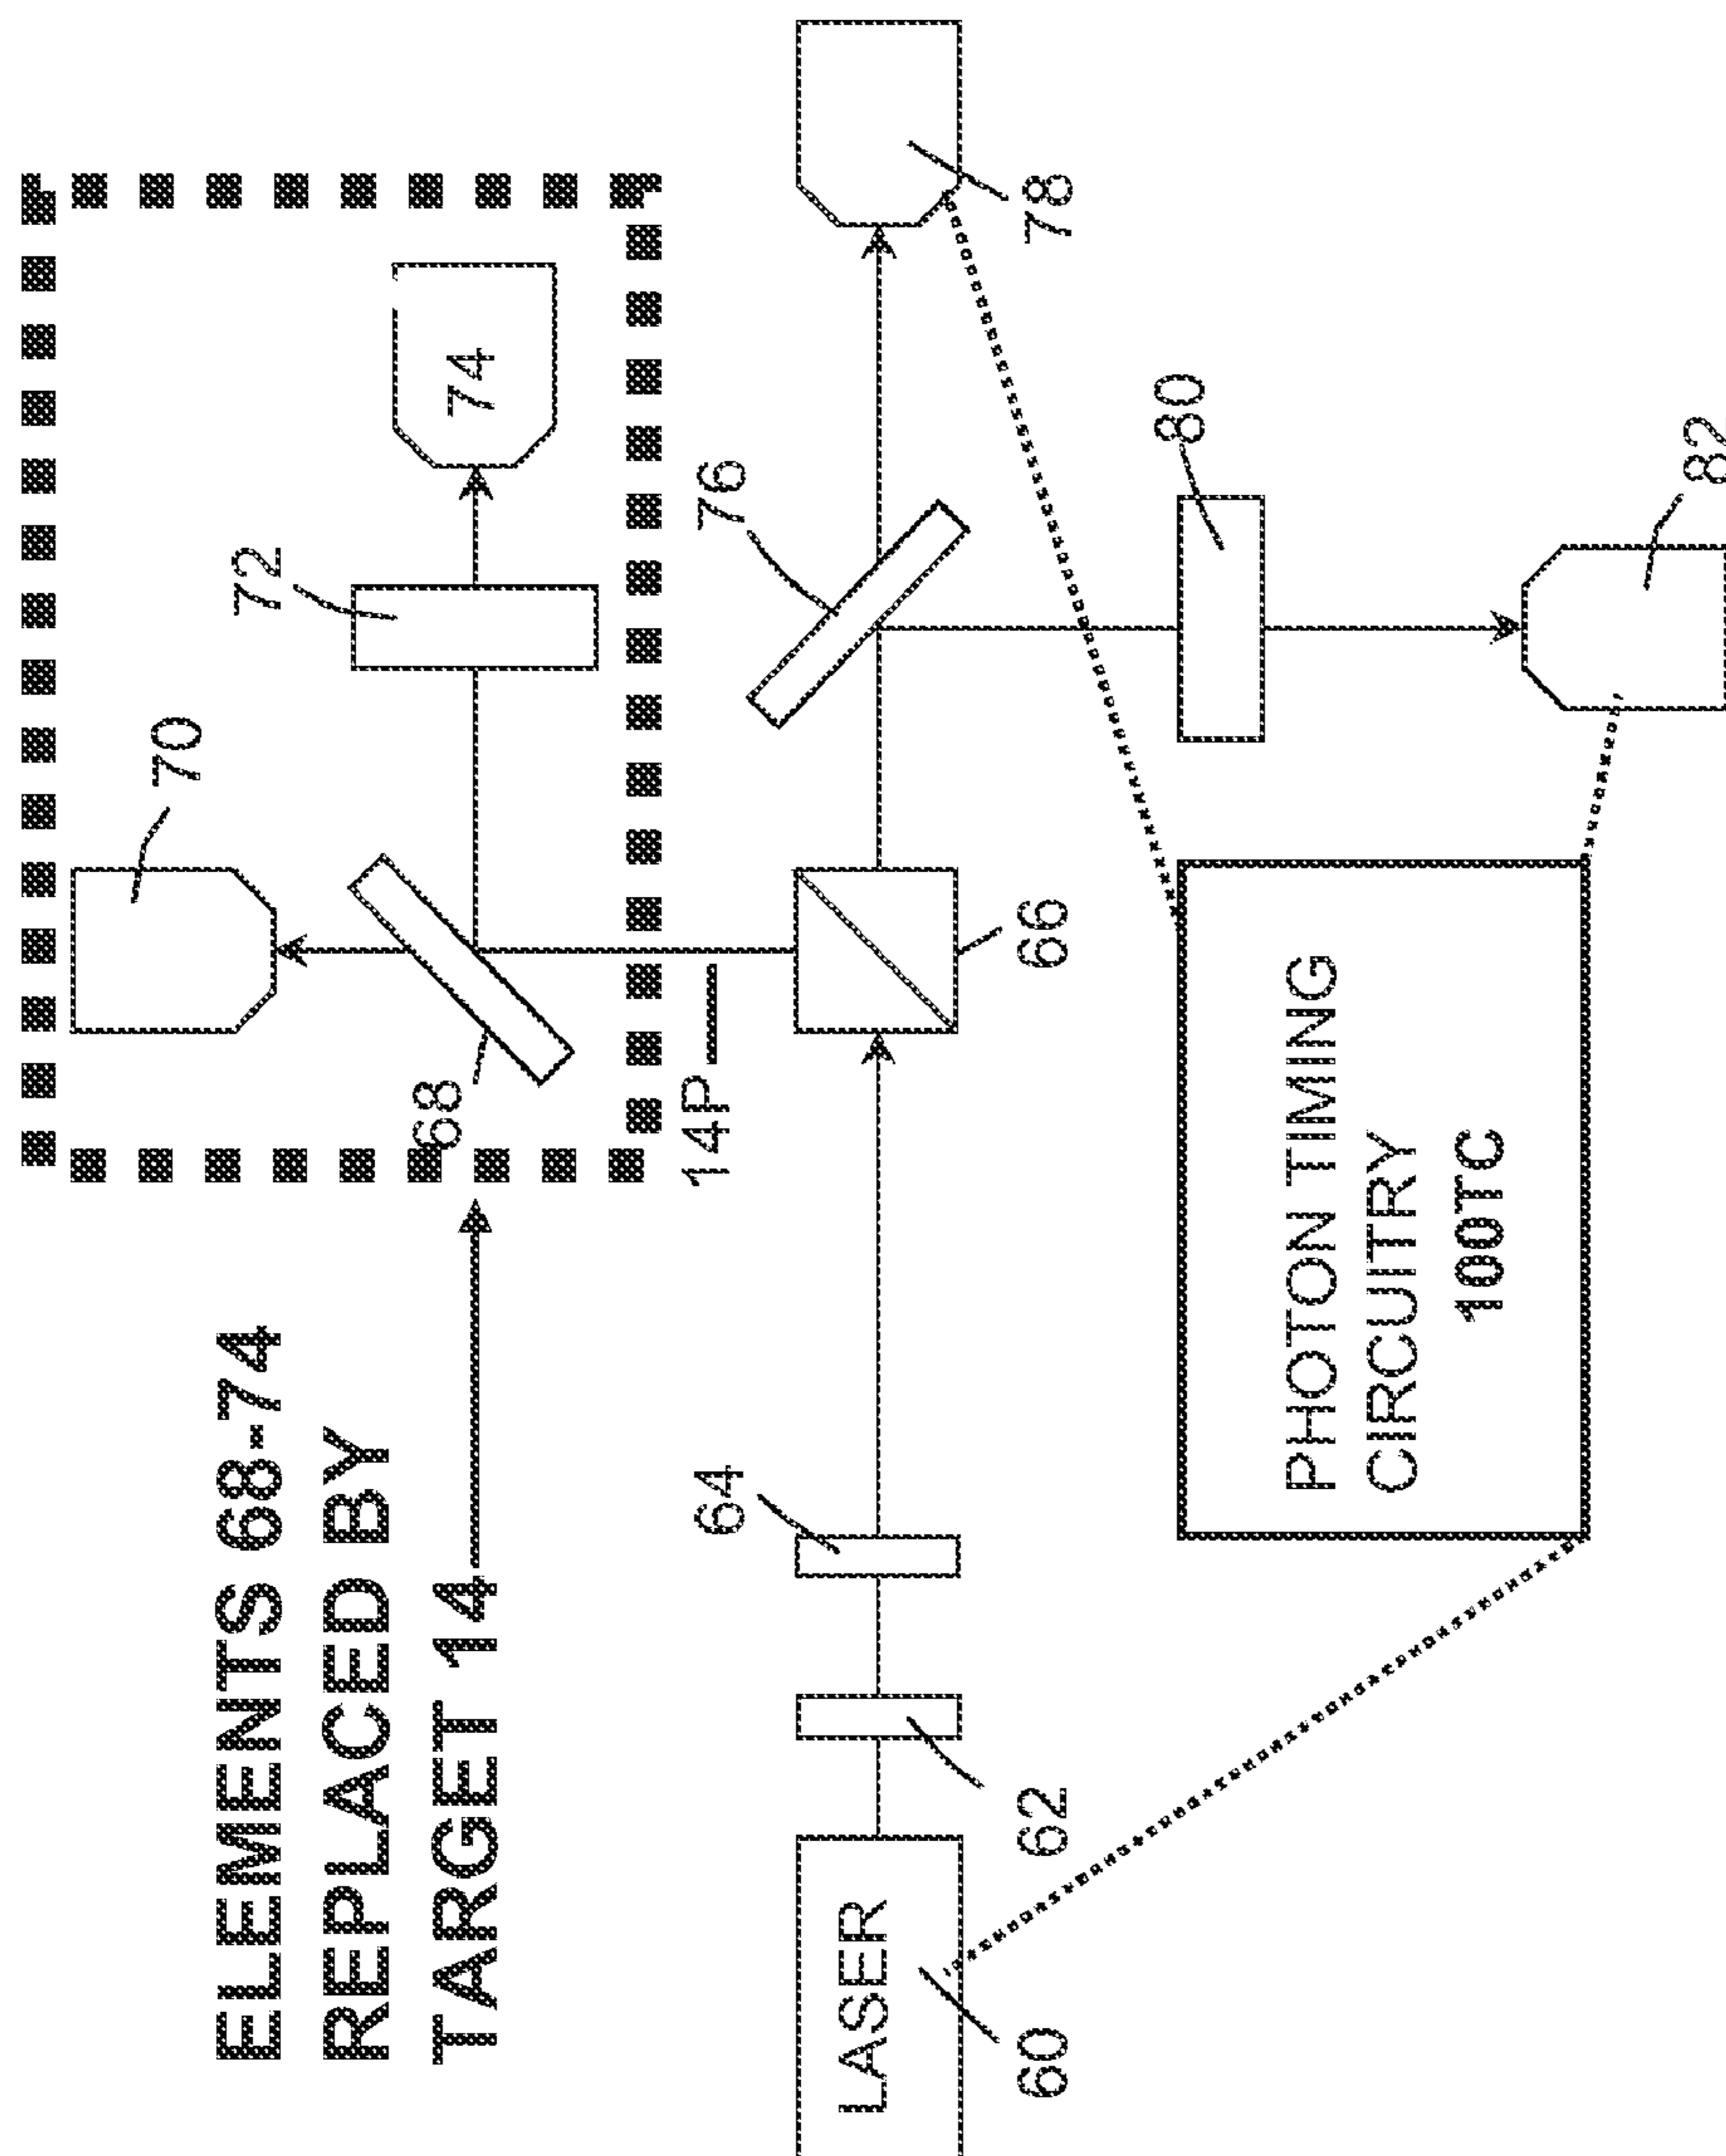 ELEMENTS 68-74
REPLACED BY
TARGET 14
70
72
74
68
14P
76
78
64
66
LASER
60
62
80
82
PHOTON TIMING
CIRCUITRY
100TC